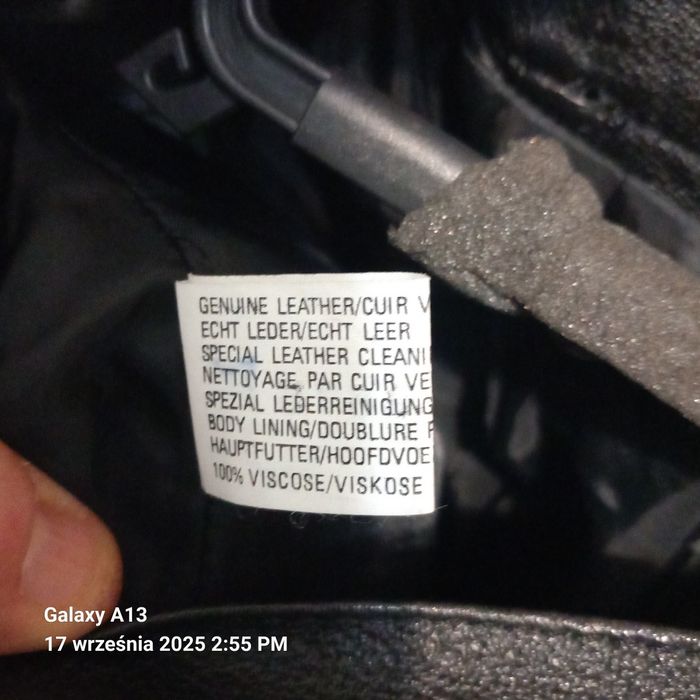 GENUINE LEATHER/CUIR V
ECHT LEDER/ECHT LEER
SPECIAL LEATHER CLEANI
NETTOYAGE PAR CUIR VE
SPEZIAL LEDERREINIGUNG
BODY LINING/DOUBLURE P
HAUPTFUTTER/HOOFDVOE
100% VISCOSE/VISKOSE
Galaxy A13
17 września 2025 2:55 PM